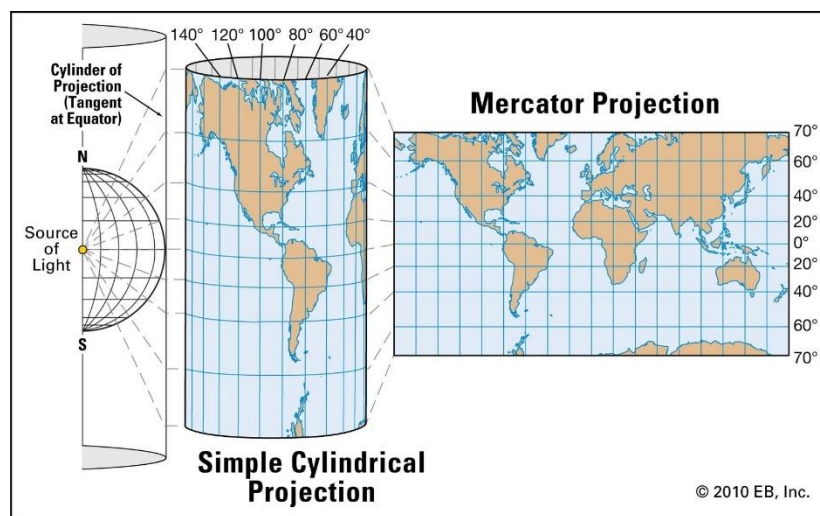 140° 120° 100° 80° 60° 40°
Cylinder of
Projection
(Tangent
at Equator)
N
Source
of
Light
S
Simple Cylindrical
Projection
Mercator Projection
70°
60°
40°
20°
0°
20°
40°
60°
70°
© 2010 EB, Inc.